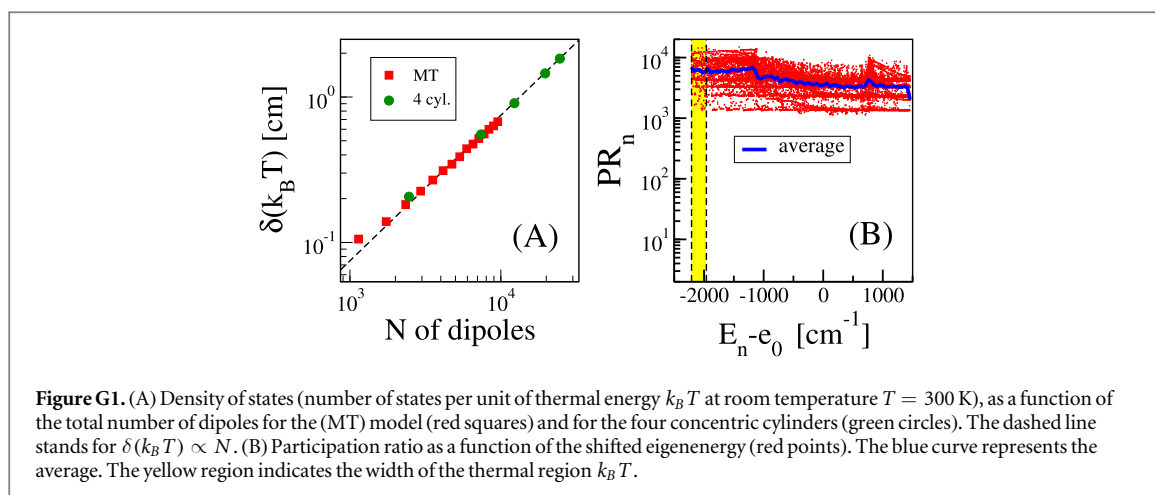 δ(k_BT) [cm]
10^0
10^-1
MT
4 cyl.
(A)
10^3
10^4
N of dipoles
PR_n
10^4
10^3
10^2
10^1
average
(B)
-2000
-1000
0
1000
E_n-e_0 [cm^-1]
Figure G1. (A) Density of states (number of states per unit of thermal energy k_BT at room temperature T = 300 K), as a function of
the total number of dipoles for the (MT) model (red squares) and for the four concentric cylinders (green circles). The dashed line
stands for δ(k_BT) ∝ N. (B) Participation ratio as a function of the shifted eigenenergy (red points). The blue curve represents the
average. The yellow region indicates the width of the thermal region k_BT.